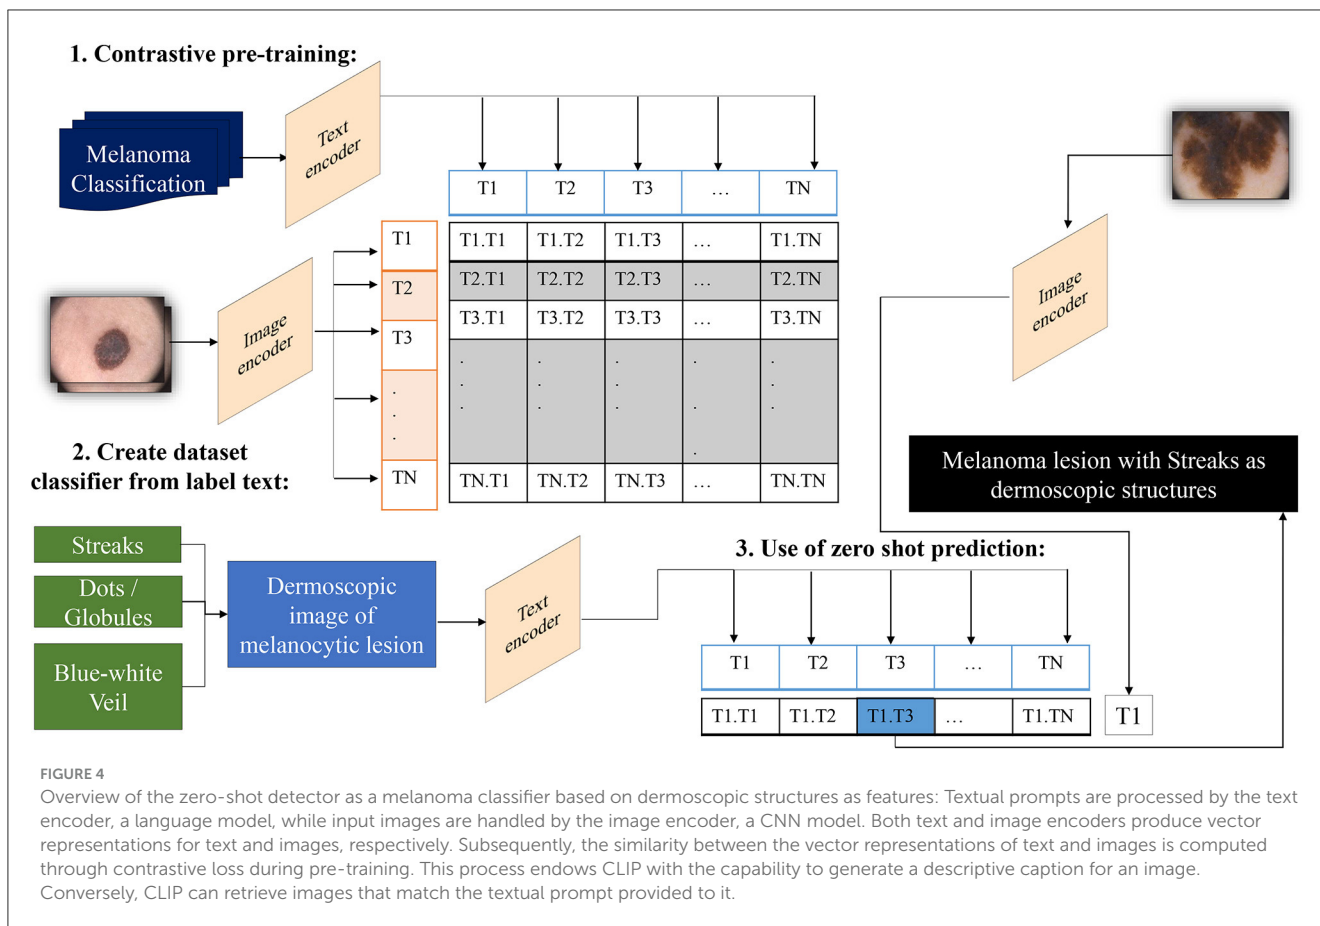 1. Contrastive pre-training:
Melanoma
Classification
Text
encoder
T1 T2 T3 ... TN
T1
T2
T3
.
.
.
TN
T1.T1 T1.T2 T1.T3 ... T1.TN
T2.T1 T2.T2 T2.T3 ... T2.TN
T3.T1 T3.T2 T3.T3 ... T3.TN
. . . . .
. . . .
. . . . .
.
TN.T1 TN.T2 TN.T3 ... TN.TN
Image
encoder
Image
encoder
2. Create dataset
classifier from label text:
Melanoma lesion with Streaks as
dermoscopic structures
Streaks
Dots /
Globules
Blue-white
Veil
Dermoscopic
image of
melanocytic lesion
Text
encoder
3. Use of zero shot prediction:
T1 T2 T3 ... TN
T1.T1 T1.T2 T1.T3 ... T1.TN
T1
FIGURE 4
Overview of the zero-shot detector as a melanoma classifier based on dermoscopic structures as features: Textual prompts are processed by the text
encoder, a language model, while input images are handled by the image encoder, a CNN model. Both text and image encoders produce vector
representations for text and images, respectively. Subsequently, the similarity between the vector representations of text and images is computed
through contrastive loss during pre-training. This process endows CLIP with the capability to generate a descriptive caption for an image.
Conversely, CLIP can retrieve images that match the textual prompt provided to it.